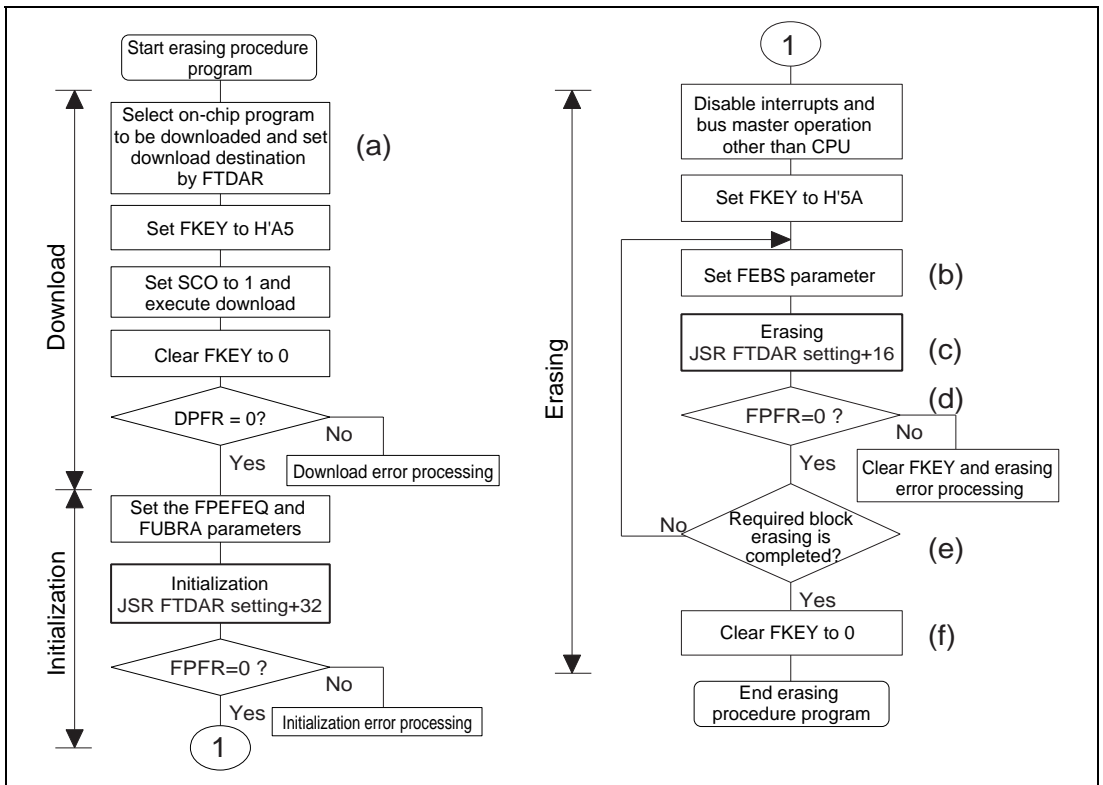 Start erasing procedure
program
Download
Select on-chip program
to be downloaded and set
download destination
by FTDAR
(a)
Set FKEY to H'A5
Set SCO to 1 and
execute download
Clear FKEY to 0
DPFR = 0?
No
Yes
Download error processing
Initialization
Set the FPEFEQ and
FUBRA parameters
Initialization
JSR FTDAR setting+32
FPFR=0 ?
No
Yes
Initialization error processing
1
1
Erasing
Disable interrupts and
bus master operation
other than CPU
Set FKEY to H'5A
Set FEBS parameter
(b)
Erasing
JSR FTDAR setting+16
(c)
(d)
FPFR=0 ?
No
Yes
Clear FKEY and erasing
error processing
No
Required block
erasing is
completed?
(e)
Yes
Clear FKEY to 0
(f)
End erasing
procedure program